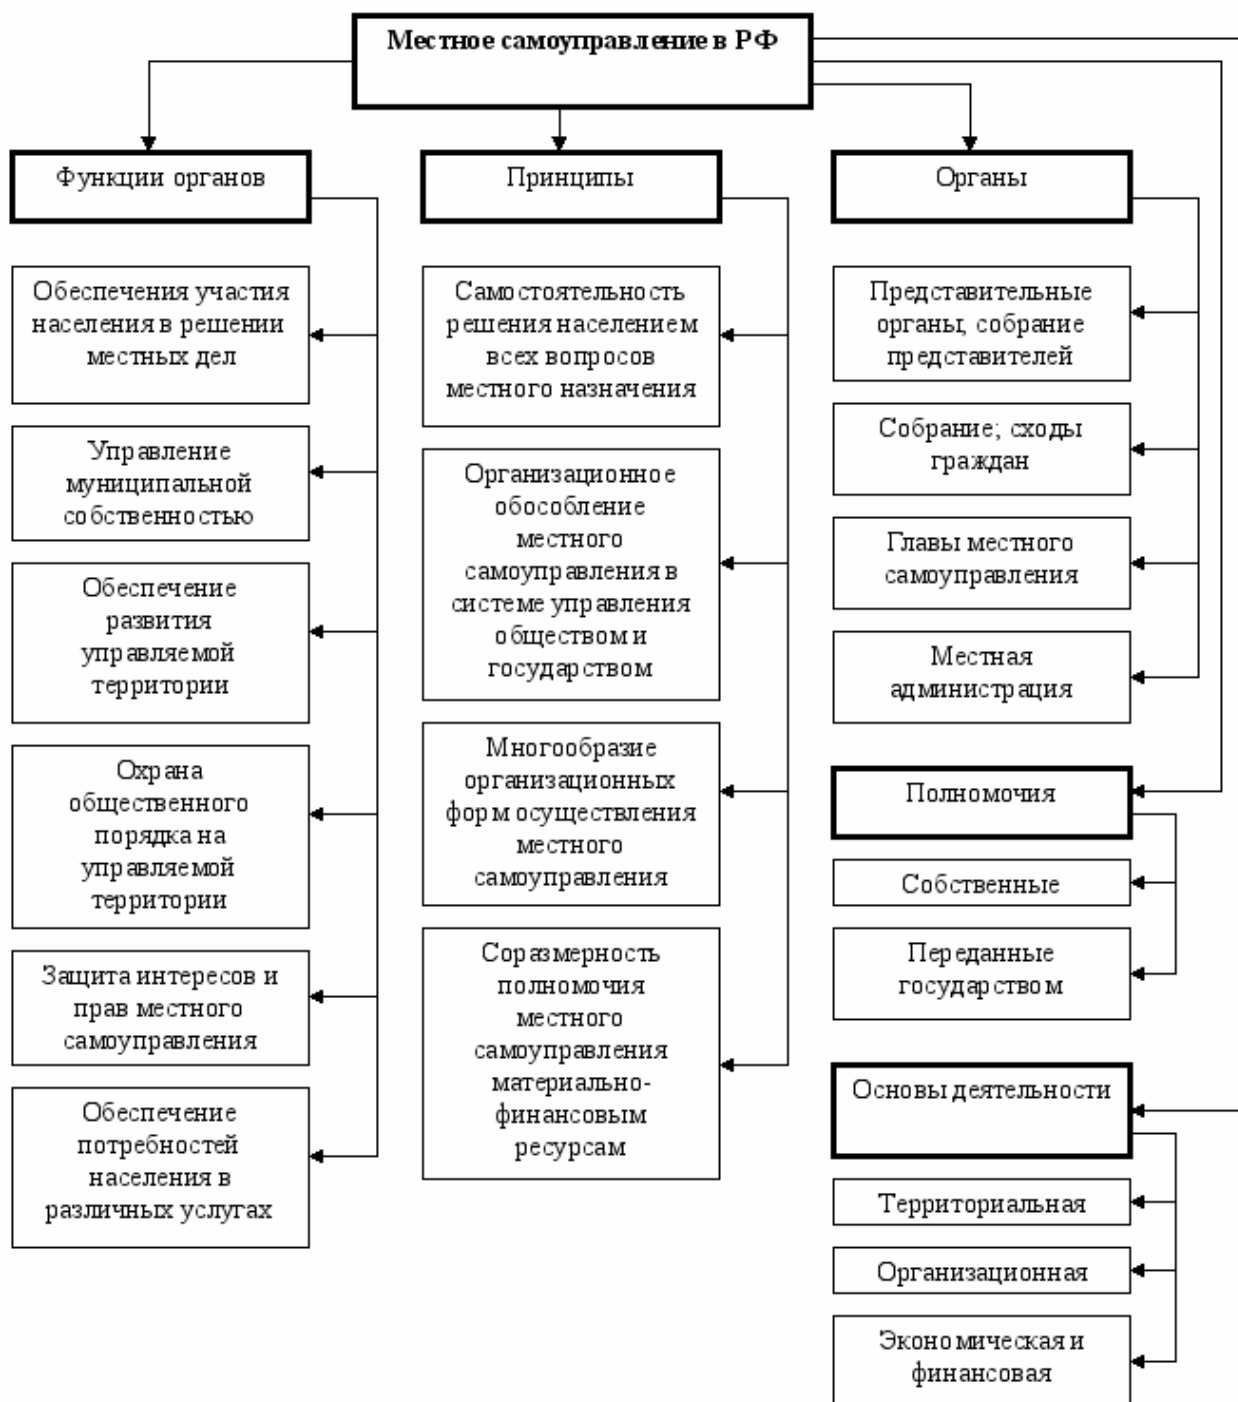 Местное самоуправление в РФ
Функции органов
Обеспечения участия
населения в решении
местных дел
Управление
муниципальной
собственностью
Обеспечение
развития
управляемой
территории
Охрана
общественного
порядка на
управляемой
территории
Защита интересов и
прав местного
самоуправления
Обеспечение
потребностей
населения в
различных услугах
Принципы
Самостоятельность
решения населением
всех вопросов
местного назначения
Организационное
обособление
местного
самоуправления в
системе управления
обществом и
государством
Многообразие
организационных
форм осуществления
местного
самоуправления
Соразмерность
полномочия
местного
самоуправления
материально-
финансовым
ресурсам
Органы
Представительные
органы, собрание
представителей
Собрание; сходы
граждан
Главы местного
самоуправления
Местная
администрация
Полномочия
Собственные
Переданные
государством
Основы деятельности
Территориальная
Организационная
Экономическая и
финансовая